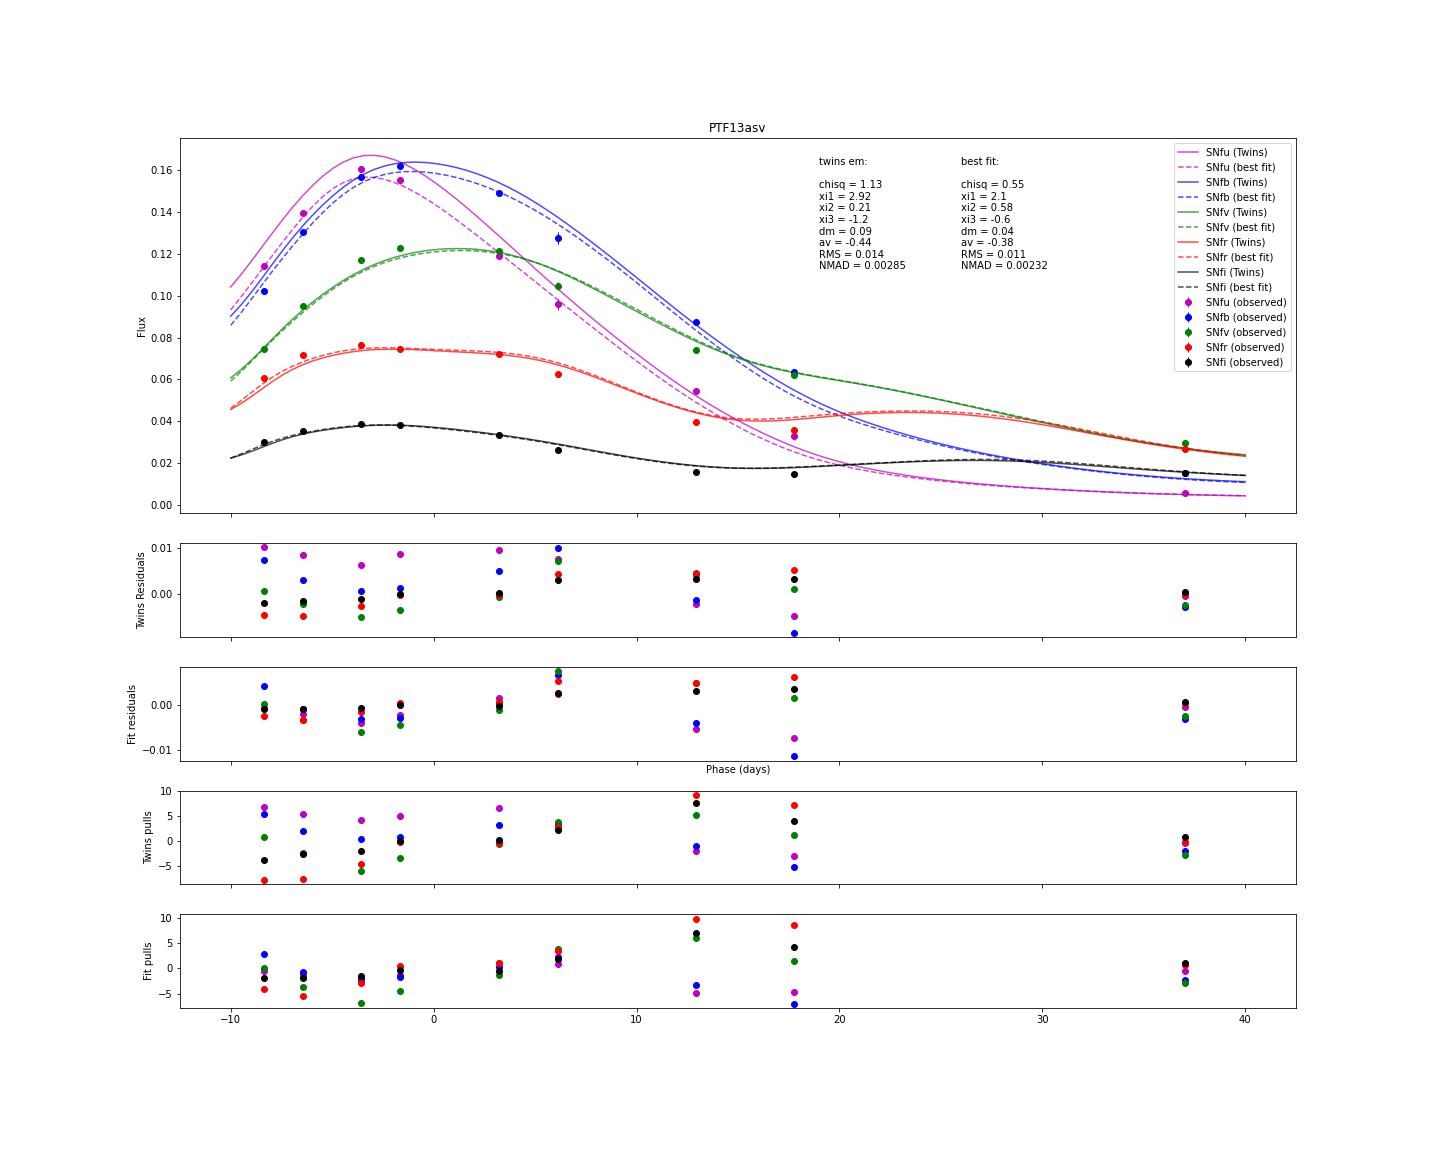 PTF13asv
Flux
0.16
0.14
0.12
0.10
0.08
0.06
0.04
0.02
0.00
twins em:
chisq = 1.13
xi1 = 2.92
xi2 = 0.21
xi3 = -1.2
dm = 0.09
av = -0.44
RMS = 0.014
NMAD = 0.00285
best fit:
chisq = 0.55
xi1 = 2.1
xi2 = 0.58
xi3 = -0.6
dm = 0.04
av = -0.38
RMS = 0.011
NMAD = 0.00232
SNfu (Twins)
SNfu (best fit)
SNfb (Twins)
SNfb (best fit)
SNfv (Twins)
SNfv (best fit)
SNfr (Twins)
SNfr (best fit)
SNfi (Twins)
SNfi (best fit)
SNfu (observed)
SNfb (observed)
SNfv (observed)
SNfr (observed)
SNfi (observed)
Twins Residuals
0.01
0.00
Fit residuals
0.00
−0.01
Phase (days)
Twins pulls
10
5
0
−5
Fit pulls
10
5
0
−5
−10 0 10 20 30 40